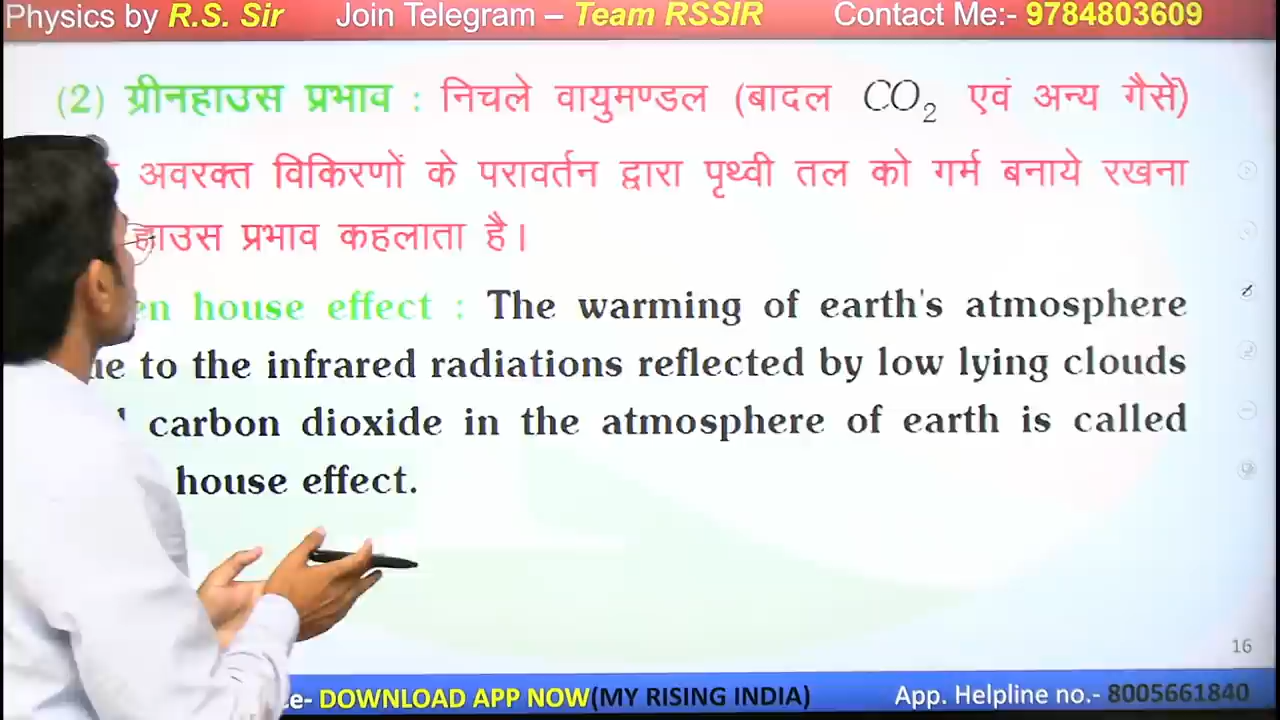 Physics by R.S. Sir Join Telegram – Team RSSIR Contact Me:- 9784803609
(2) ग्रीनहाउस प्रभाव : निचले वायुमण्डल (बादल CO₂ एवं अन्य गैसें)
अवरक्त विकिरणों के परावर्तन द्वारा पृथ्वी तल को गर्म बनाये रखना
हाउस प्रभाव कहलाता है।
en house effect : The warming of earth's atmosphere
ue to the infrared radiations reflected by low lying clouds
carbon dioxide in the atmosphere of earth is called
house effect.
16
e- DOWNLOAD APP NOW(MY RISING INDIA) App. Helpline no.- 8005661840